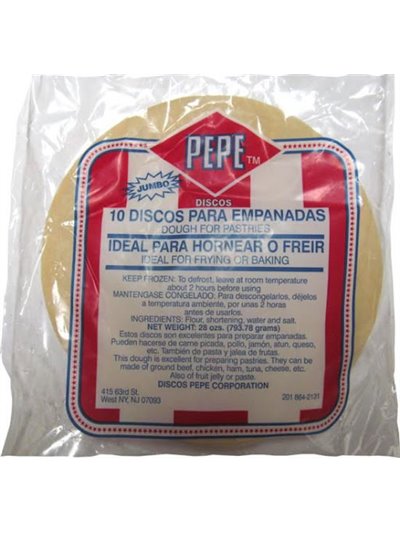 PEPE TM
JUMBO
DISCOS
10 DISCOS PARA EMPANADAS
DOUGH FOR PASTRIES
IDEAL PARA HORNEAR O FREIR
IDEAL FOR FRYING OR BAKING
KEEP FROZEN: To defrost, leave at room temperature
about 2 hours before using
MANTENGASE CONGELADO: Para descongelarlos, déjelos
a temperatura ambiente, por unas 2 horas
antes de usarlos.
INGREDIENTS: Flour, shortening, water and salt.
NET WEIGHT: 28 ozs. (793.78 grams)
Estos discos son excelentes para preparar empanadas.
Pueden hacerse de carne picada, pollo, jamón, atun, queso,
etc. También de pasta y jalea de frutas.
This dough is excellent for preparing pastries. They can be
made of ground beef, chicken, ham, tuna, cheese, etc.
Also of fruit jelly or paste.
DISCOS PEPE CORPORATION
415 63rd St.
West NY, NJ 07093
201 864-2131